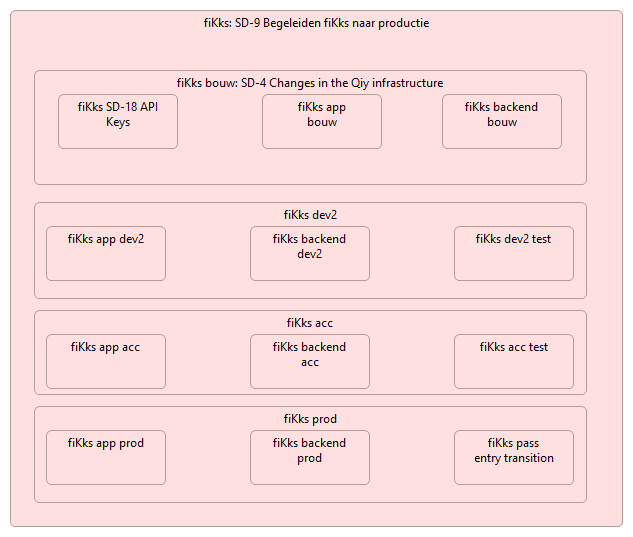 fiKks: SD-9 Begeleiden fiKks naar productie
fiKks bouw: SD-4 Changes in the Qiy infrastructure
fiKks SD-18 API
Keys
fiKks app
bouw
fiKks backend
bouw
fiKks dev2
fiKks app dev2
fiKks backend
dev2
fiKks dev2 test
fiKks acc
fiKks app acc
fiKks backend
acc
fiKks acc test
fiKks prod
fiKks app prod
fiKks backend
prod
fiKks pass
entry transition